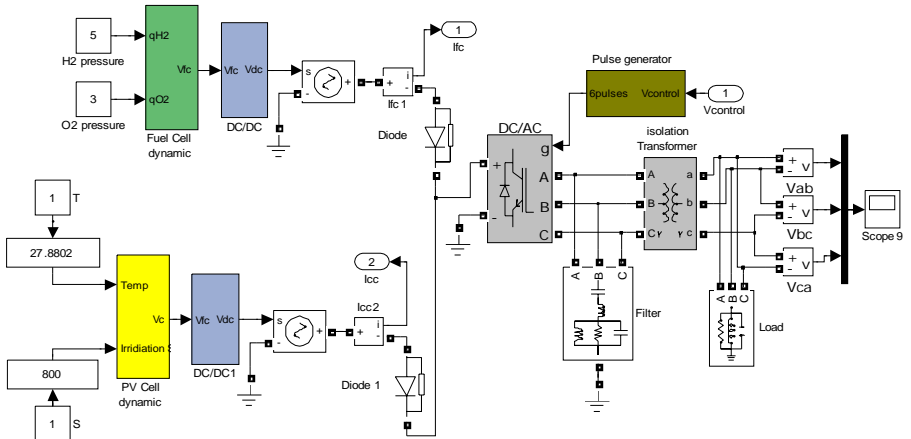 5
H2 pressure
3
O2 pressure
qH2
Vfc
qO2
Fuel Cell
dynamic
Vfc Vdc
DC/DC
s
-
+
+
-
i
Ifc 1
1
Ifc
Diode
DC/AC
g
+
-
A
B
C
Pulse generator
6pulses Vcontrol
1
Vcontrol
isolation
Transformer
A
B
C
a
b
c
+
-
v
Vab
+
-
v
Vbc
+
-
v
Vca
Scope 9
A B C
Filter
A B C
Load
1
T
27.8802
Temp
Vc
Irridiation S
800
1
S
PV Cell
dynamic
Vfc Vdc
DC/DC1
s
-
+
+
-
i
Icc2
2
Icc
Diode 1